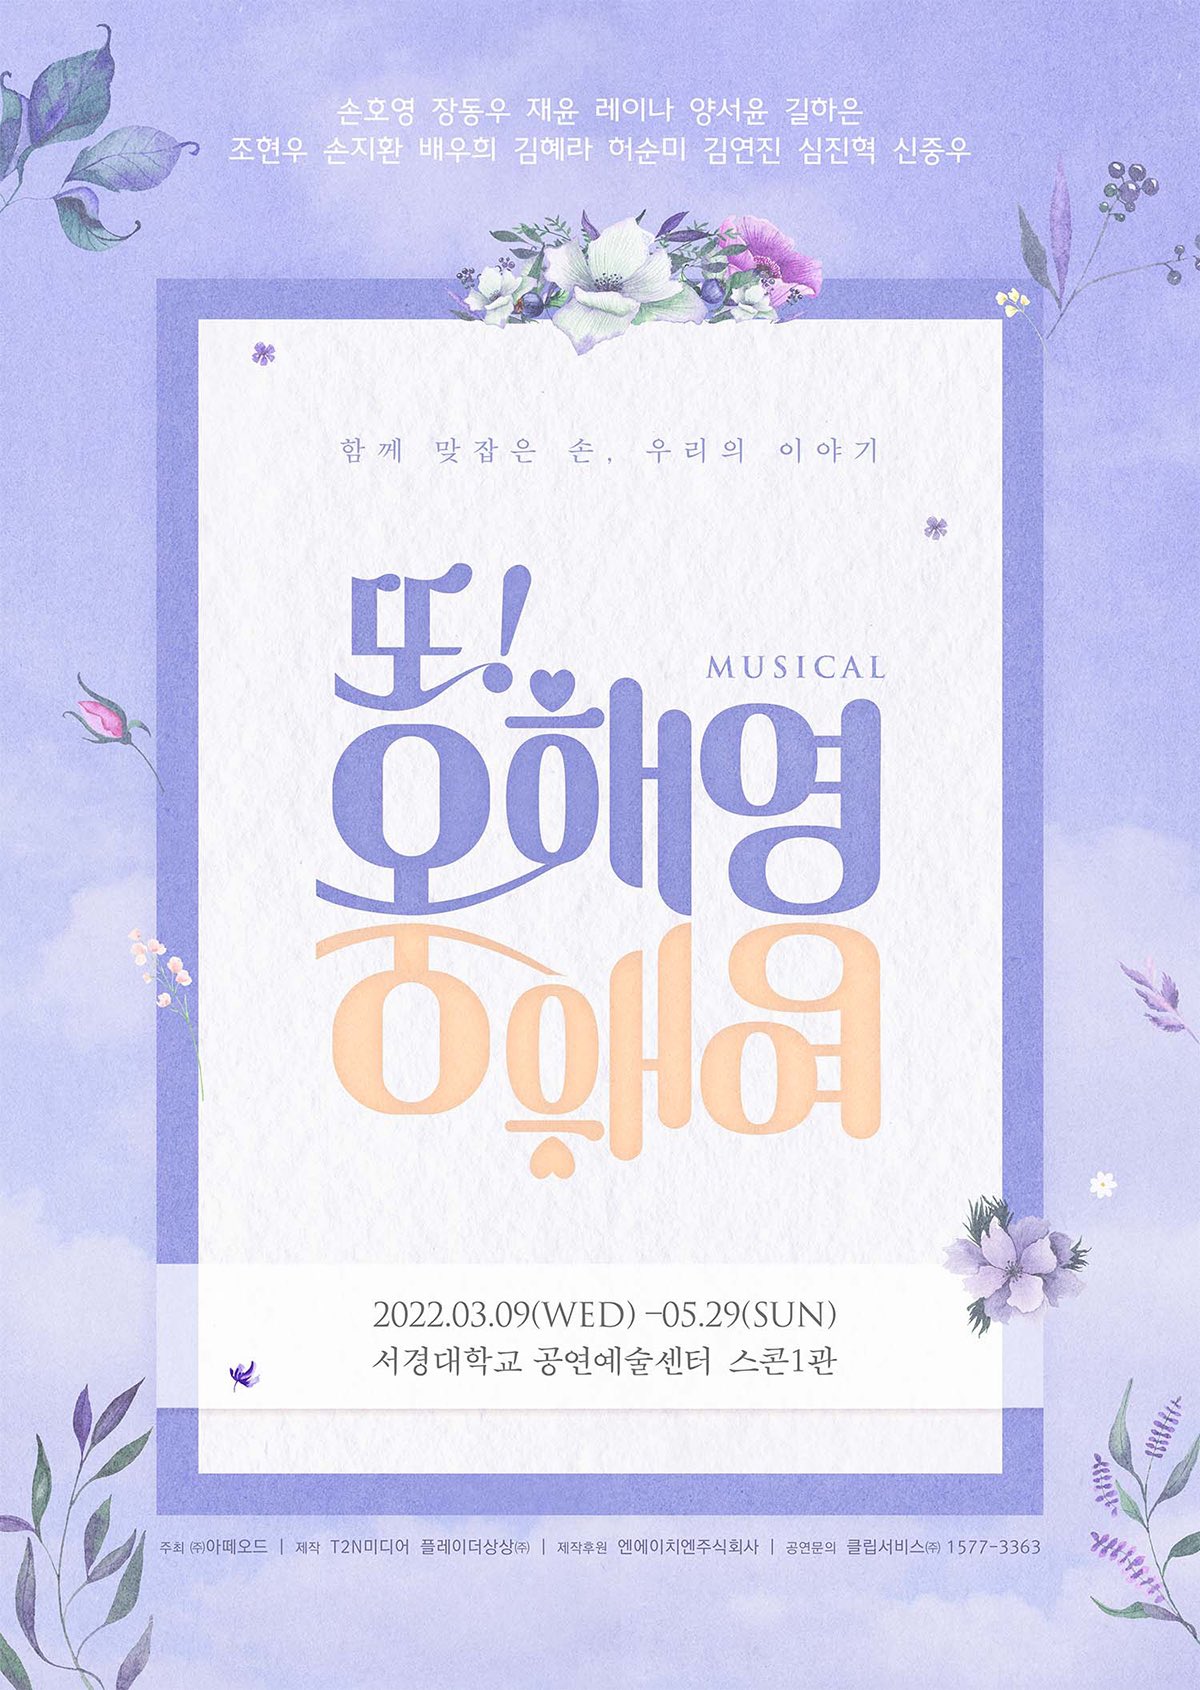 손호영 장동우 재윤 레이나 양서윤 길하은
조현우 손지환 배우희 김혜라 허순미 김연진 심진혁 신중우
함께 맞잡은 손, 우리의 이야기
또!
MUSICAL
오해영
오해영
2022.03.09(WED) –05.29(SUN)
서경대학교 공연예술센터 스콘1관
주최 ㈜아떼오드 | 제작 T2N미디어 플레이더상상㈜ | 제작후원 엔에이치엔주식회사 | 공연문의 클립서비스㈜ 1577-3363